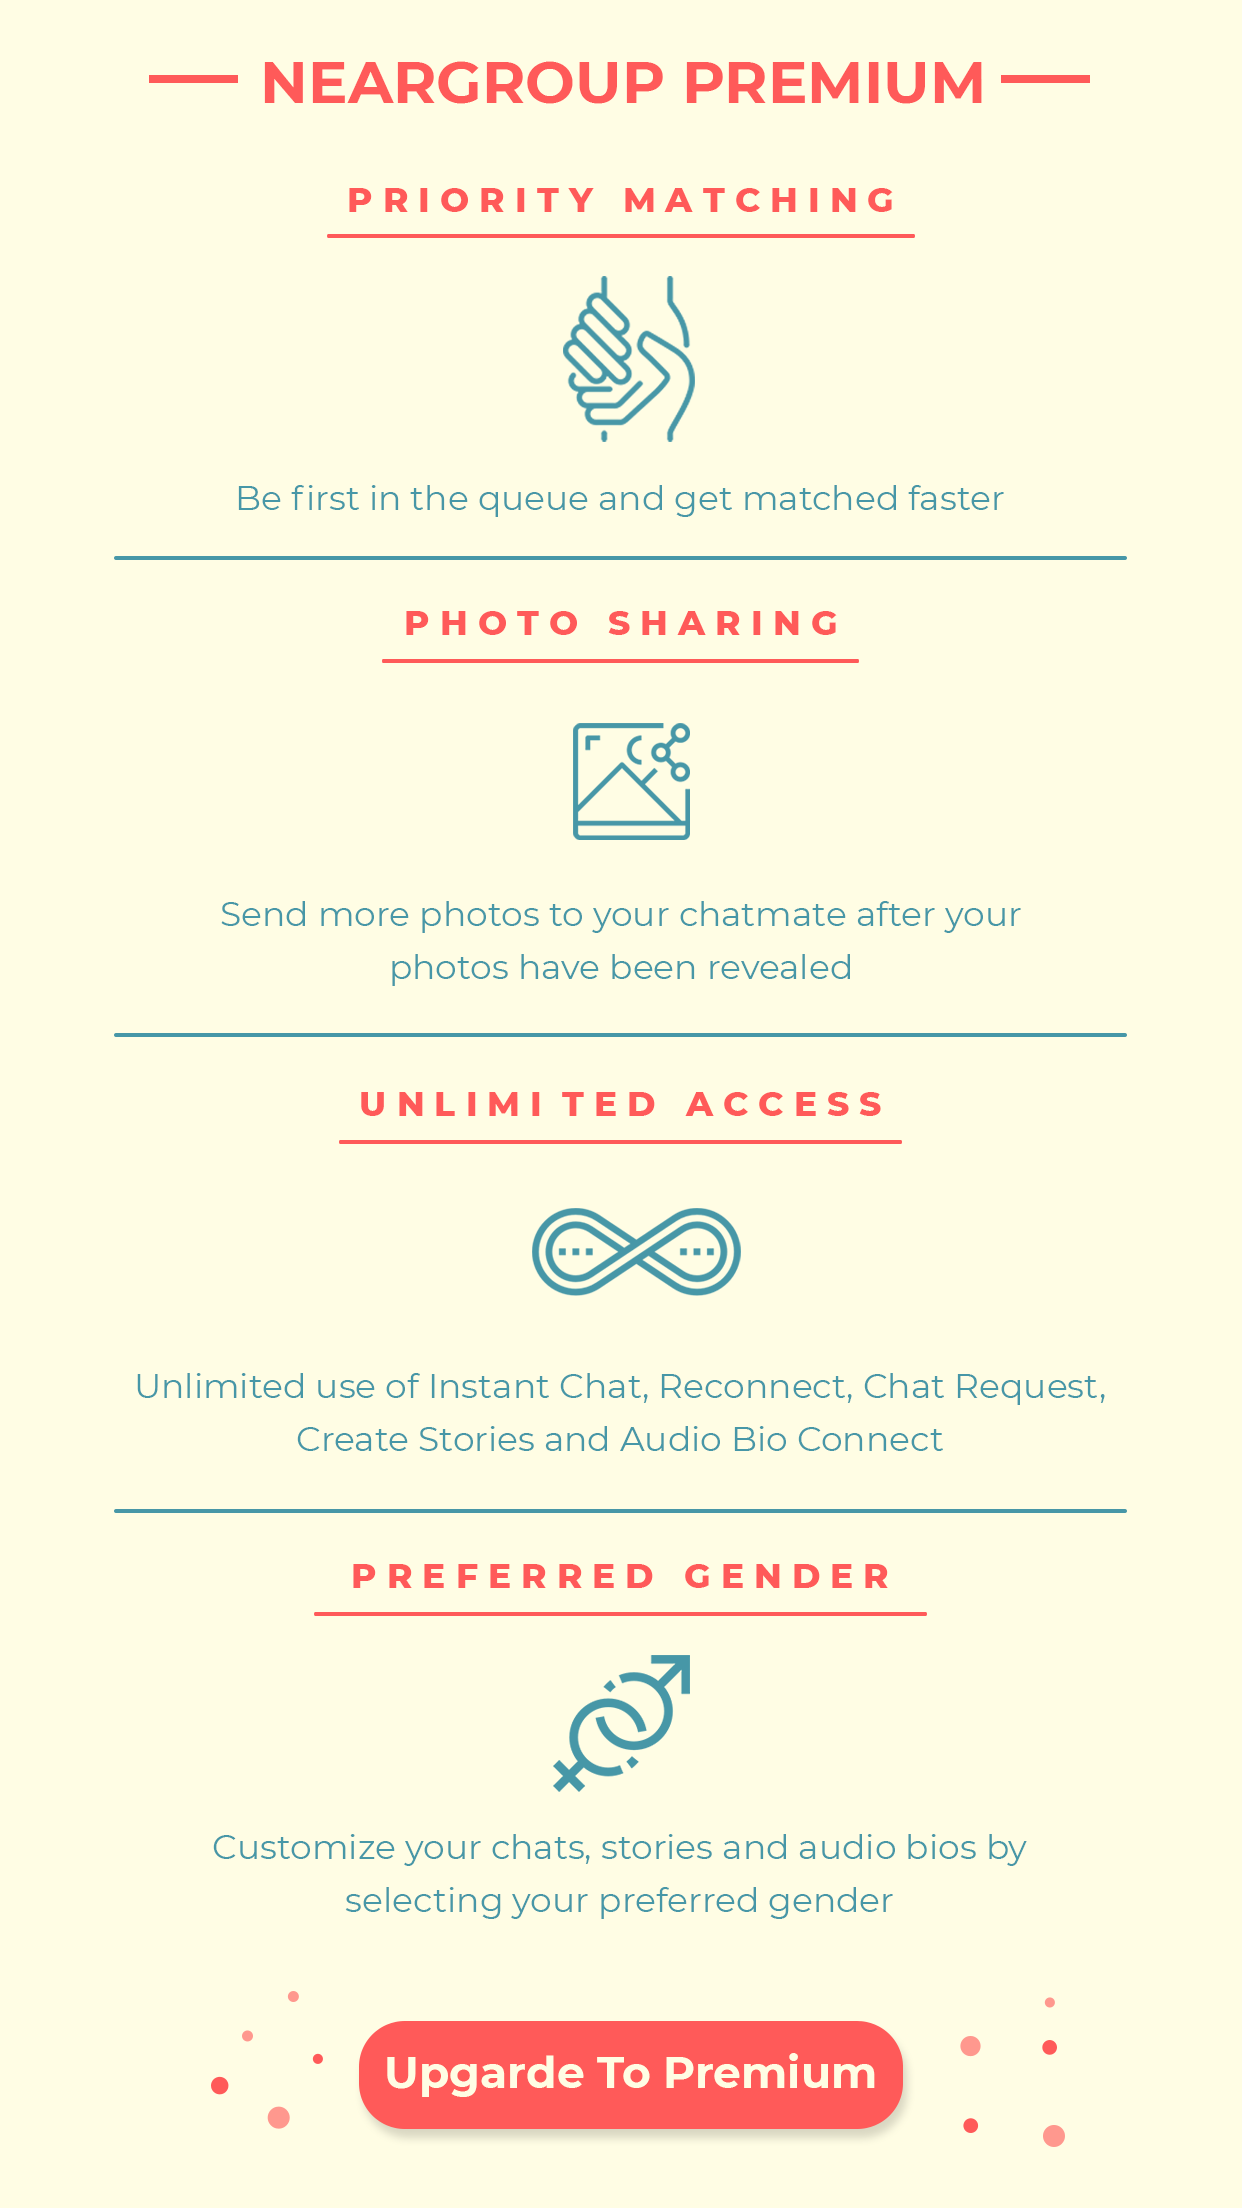 NEARGROUP PREMIUM
PRIORITY MATCHING
Be first in the queue and get matched faster
PHOTO SHARING
Send more photos to your chatmate after your
photos have been revealed
UNLIMITED ACCESS
Unlimited use of Instant Chat, Reconnect, Chat Request,
Create Stories and Audio Bio Connect
PREFERRED GENDER
Customize your chats, stories and audio bios by
selecting your preferred gender
Upgarde To Premium